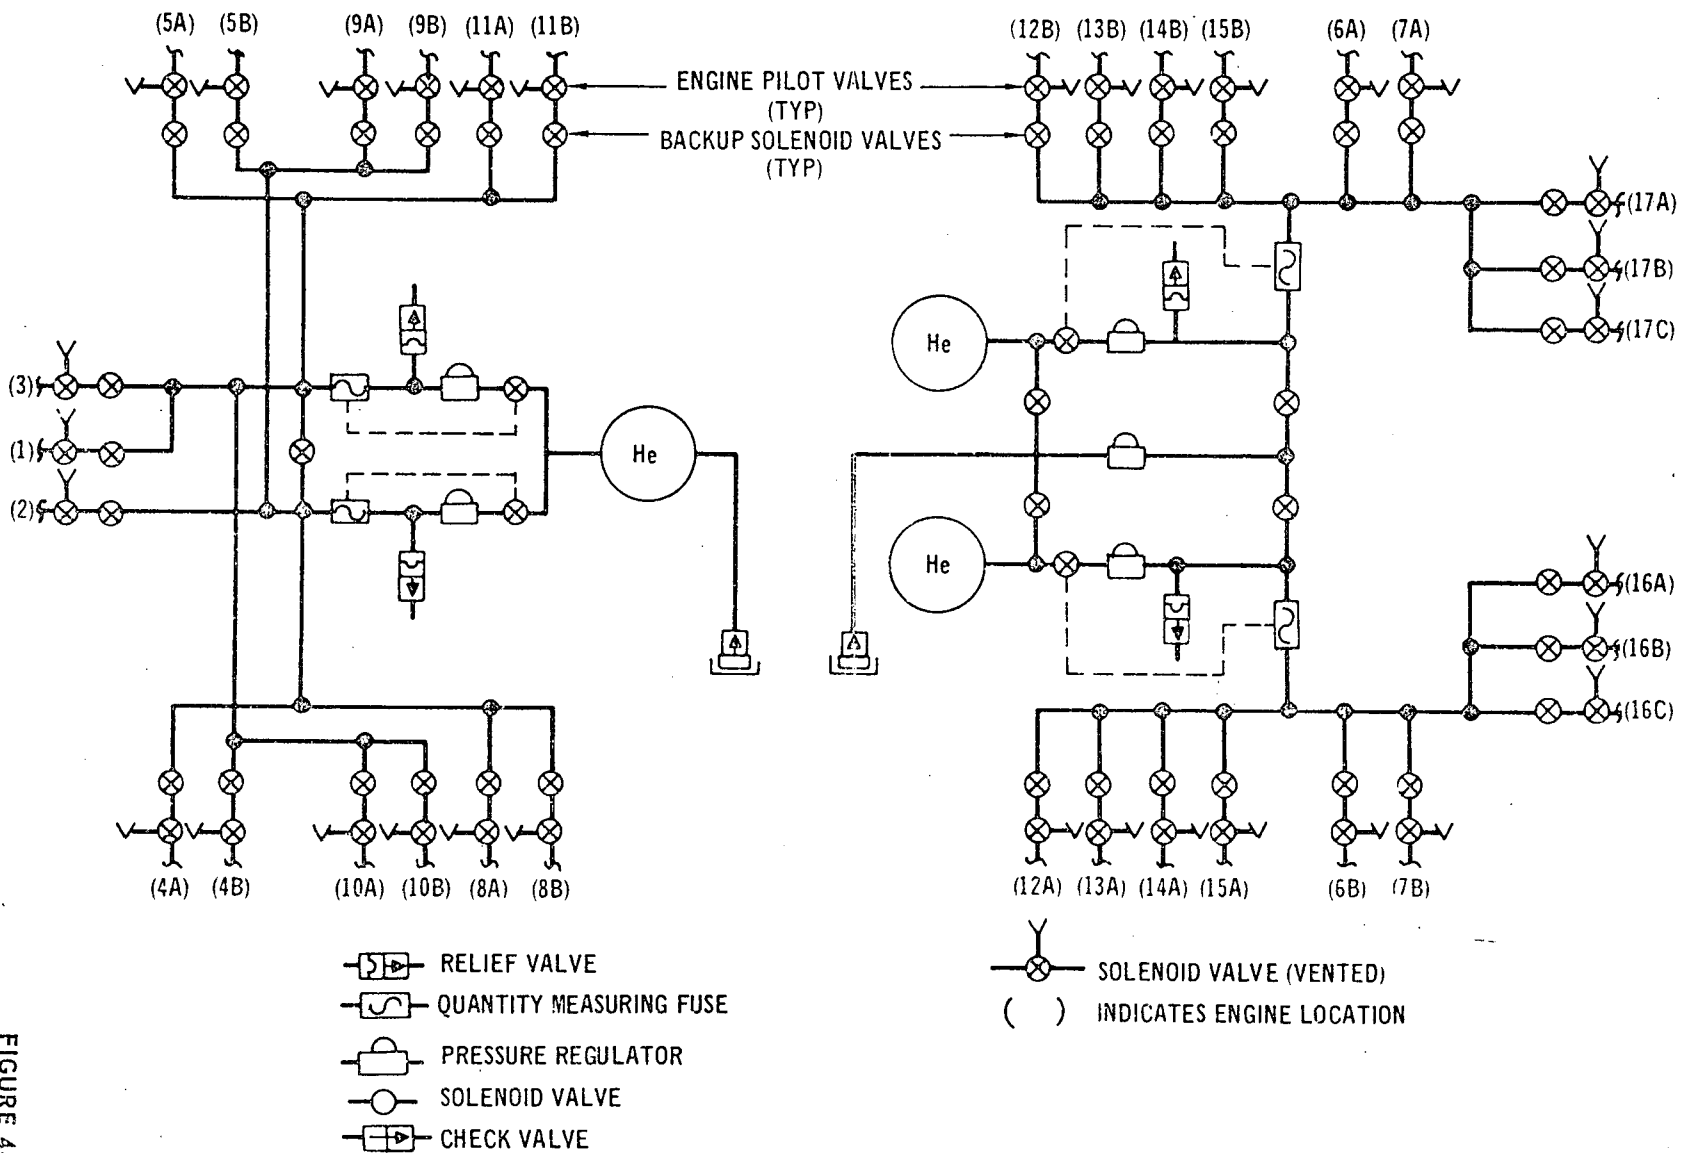 (5A) (5B) (9A) (9B) (11A) (11B) (12B) (13B) (14B) (15B) (6A) (7A)
ENGINE PILOT VALVES
(TYP)
BACKUP SOLENOID VALVES
(TYP)
(17A)
(17B)
(17C)
He
(3)
(1)
He
(2)
He
(16A)
(16B)
(16C)
(4A) (4B) (10A) (10B) (8A) (8B) (12A) (13A) (14A) (15A) (6B) (7B)
RELIEF VALVE
QUANTITY MEASURING FUSE
PRESSURE REGULATOR
SOLENOID VALVE
CHECK VALVE
SOLENOID VALVE (VENTED)
( ) INDICATES ENGINE LOCATION
FIGURE 4